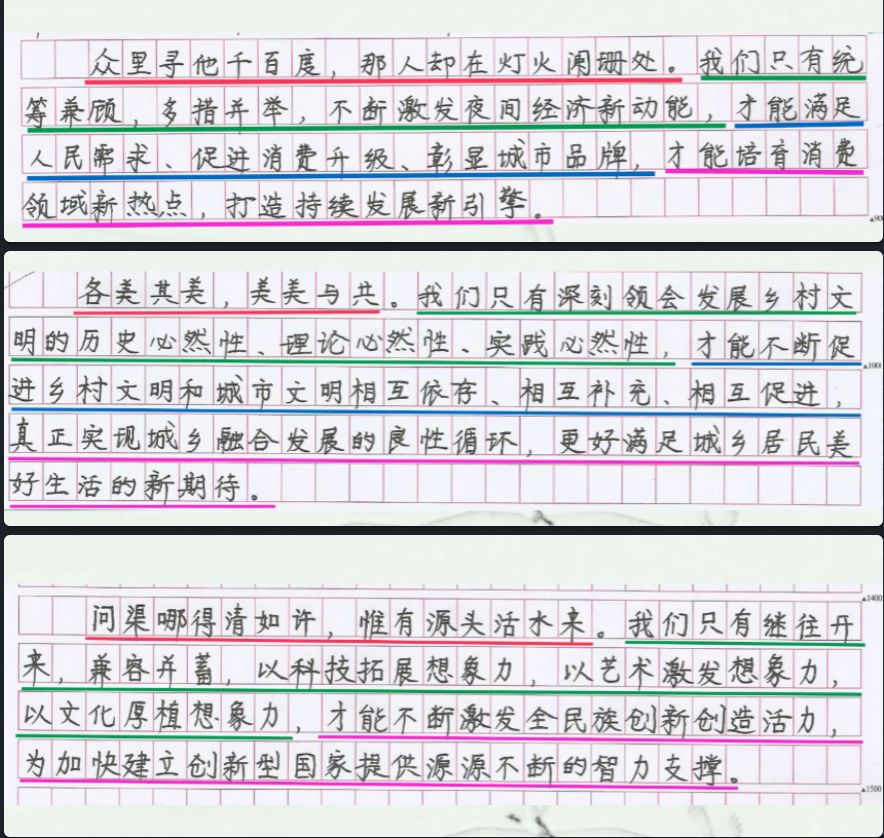 众里寻他千百度，那人却在灯火阑珊处。我们只有统
筹兼顾，多措并举，不断激发夜间经济新动能，才能满足
人民需求、促进消费升级、彰显城市品牌，才能培育消费
领域新热点，打造持续发展新引擎。
各美其美，美美与共。我们只有深刻领会发展乡村文
明的历史必然性、理论必然性、实践必然性，才能不断促
进乡村文明和城市文明相互依存、相互补充、相互促进，
真正实现城乡融合发展的良性循环，更好满足城乡居民美
好生活的新期待。
问渠哪得清如许，惟有源头活水来。我们只有继往开
来，兼容并蓄，以科技拓展想象力，以艺术激发想象力，
以文化厚植想象力，才能不断激发全民族创新创造活力，
为加快建立创新型国家提供源源不断的智力支撑。
▲1400
▲1500